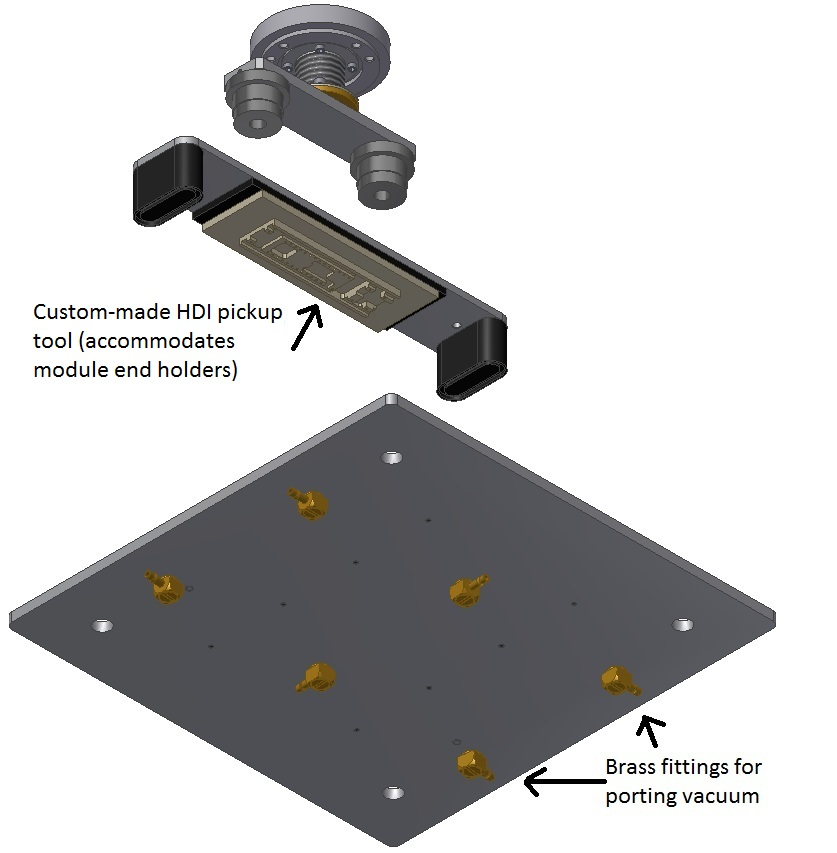 Custom-made HDI pickup
tool (accommodates
module end holders)
Brass fittings for
porting vacuum